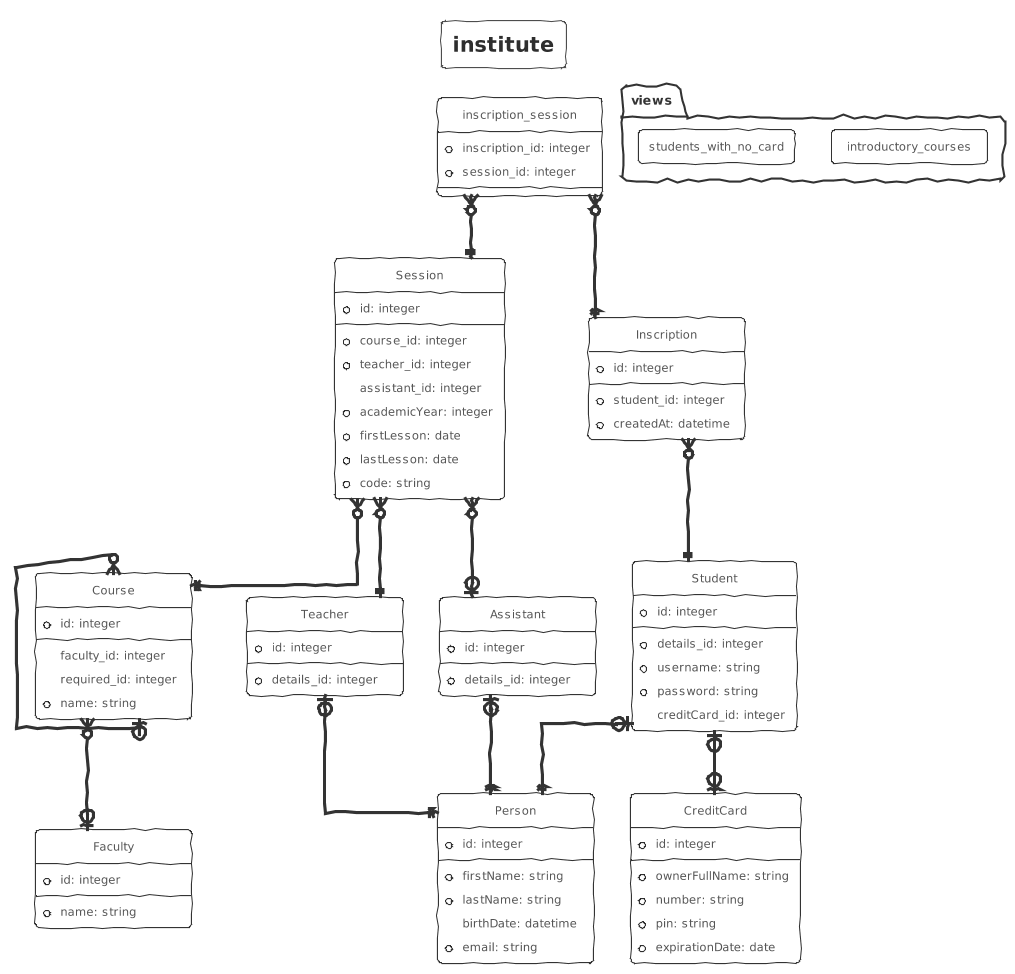 institute
views
students_with_no_card
introductory_courses
inscription_session
inscription_id: integer
session_id: integer
Session
id: integer
course_id: integer
teacher_id: integer
assistant_id: integer
academicYear: integer
firstLesson: date
lastLesson: date
code: string
Inscription
id: integer
student_id: integer
createdAt: datetime
Course
id: integer
faculty_id: integer
required_id: integer
name: string
Teacher
id: integer
details_id: integer
Assistant
id: integer
details_id: integer
Student
id: integer
details_id: integer
username: string
password: string
creditCard_id: integer
Faculty
id: integer
name: string
Person
id: integer
firstName: string
lastName: string
birthDate: datetime
email: string
CreditCard
id: integer
ownerFullName: string
number: string
pin: string
expirationDate: date